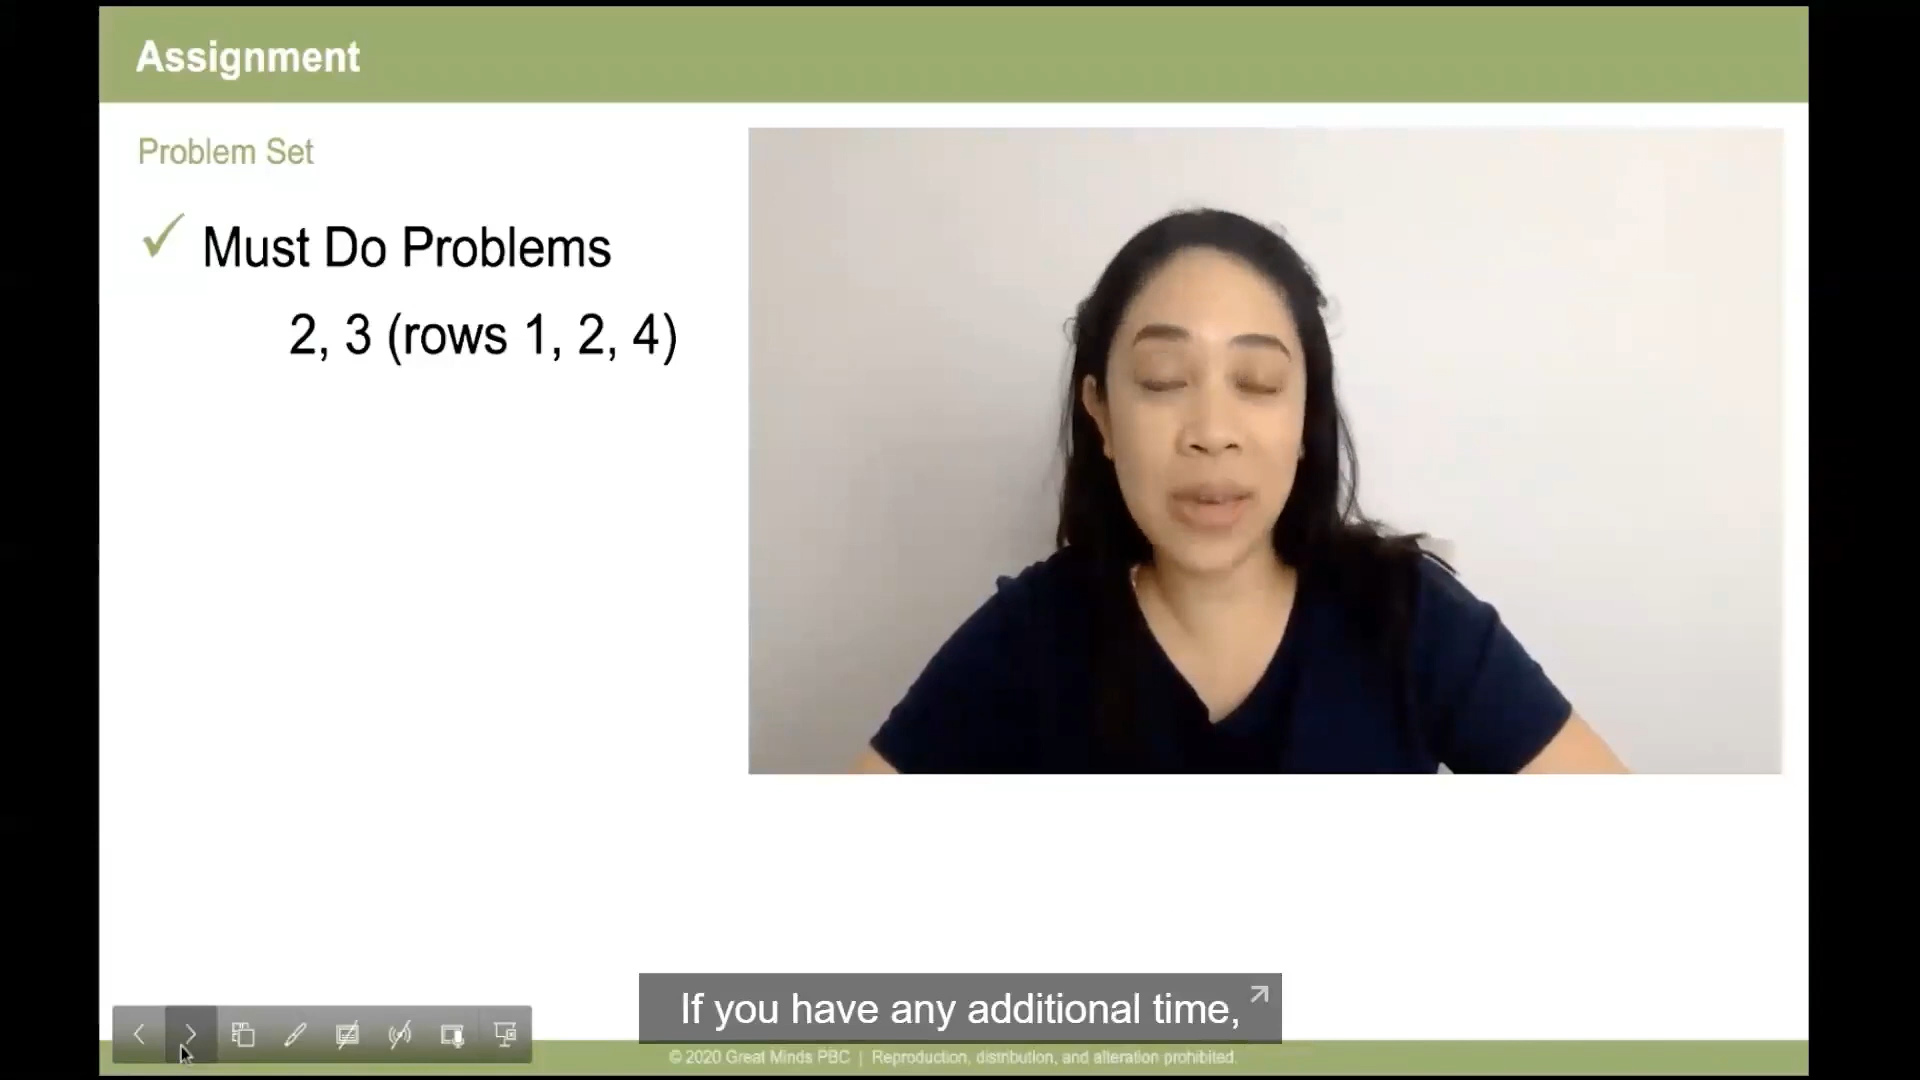 Assignment
Problem Set
Must Do Problems
2, 3 (rows 1, 2, 4)
If you have any additional time,
© 2020 Great Minds PBC | Reproduction, distribution, and alteration prohibited.